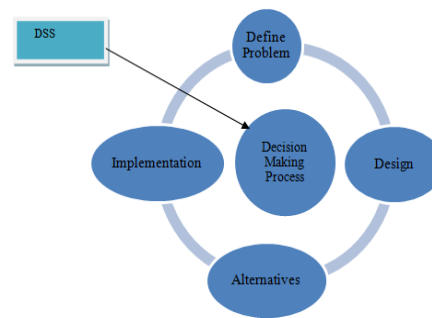 DSS
Define
Problem
Implementation
Decision
Making
Process
Design
Alternatives